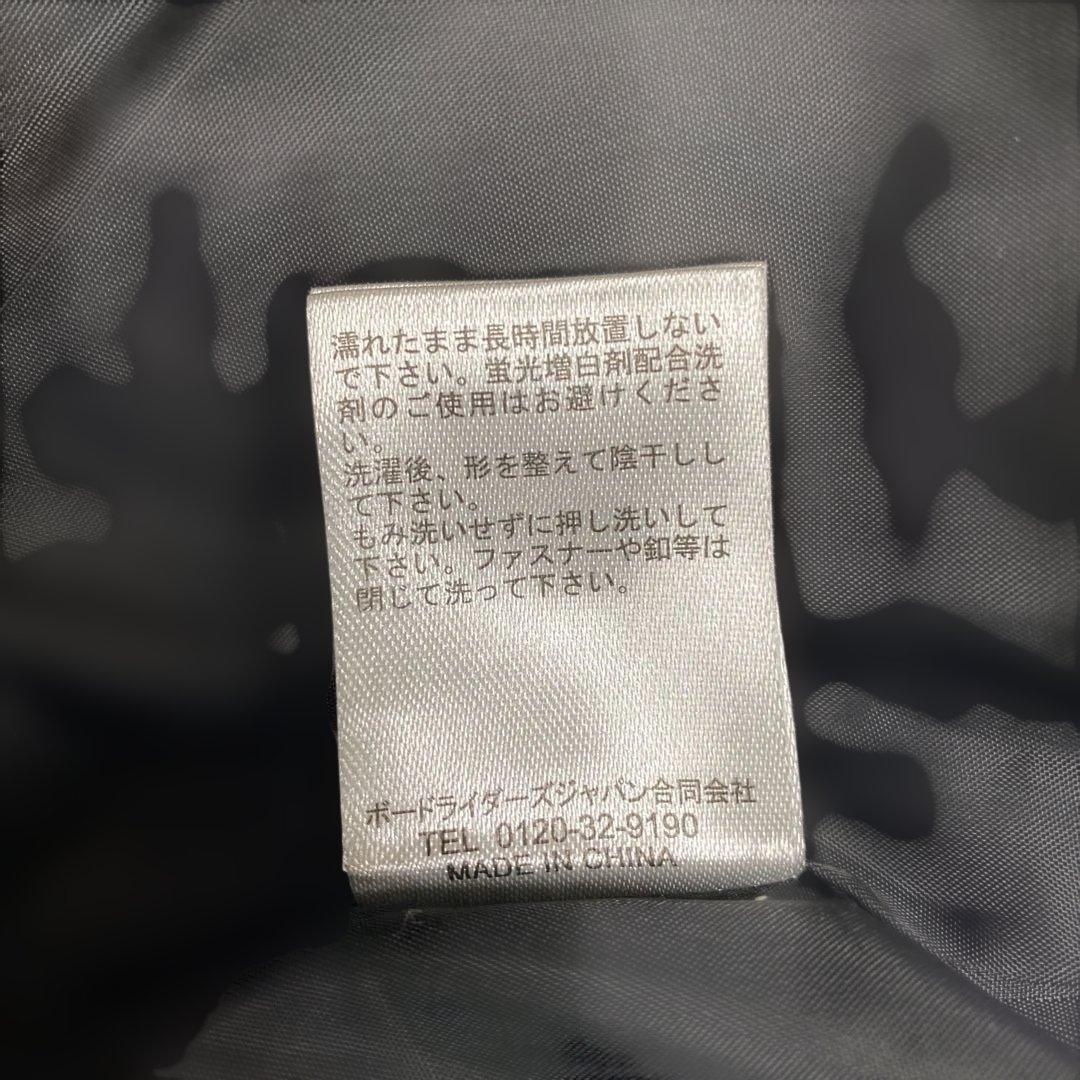 濡れたまま長時間放置しない
で下さい。蛍光増白剤配合洗
剤のご使用はお避けくださ
い。
洗濯後、形を整えて陰干しし
て下さい。
もみ洗いせずに押し洗いして
下さい。ファスナーや釦等は
閉じて洗って下さい。
ボードライダーズジャパン合同会社
TEL 0120-32-9190
MADE IN CHINA